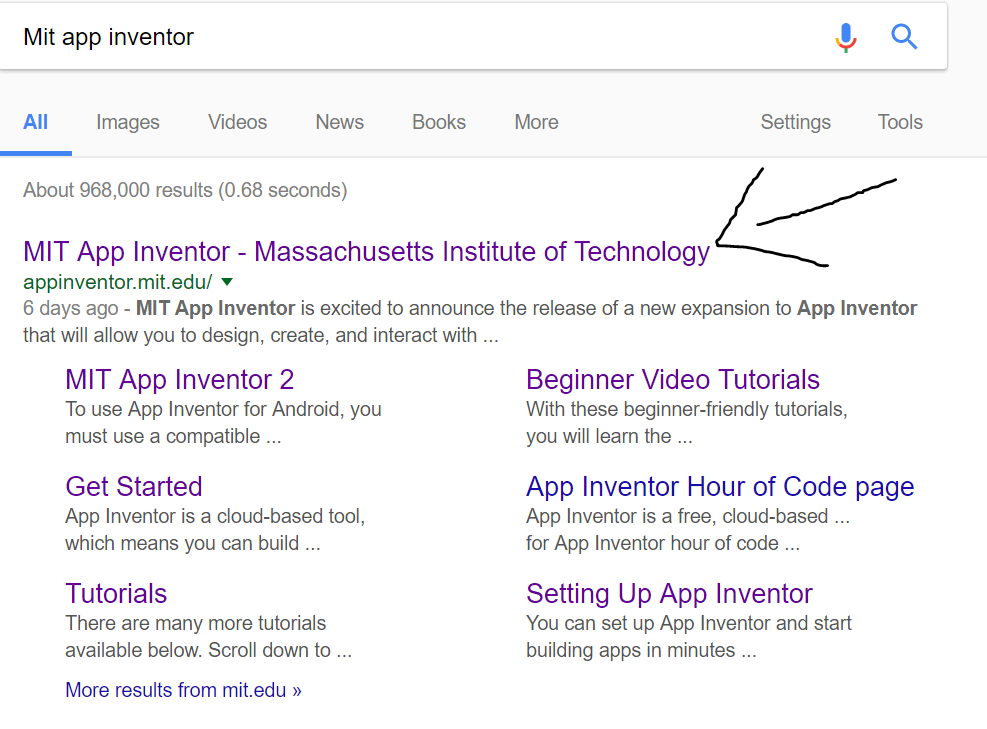 Mit app inventor
All Images Videos News Books More Settings Tools
About 968,000 results (0.68 seconds)
MIT App Inventor - Massachusetts Institute of Technology
appinventor.mit.edu/
6 days ago - MIT App Inventor is excited to announce the release of a new expansion to App Inventor
that will allow you to design, create, and interact with ...
MIT App Inventor 2
To use App Inventor for Android, you
must use a compatible ...
Beginner Video Tutorials
With these beginner-friendly tutorials,
you will learn the ...
Get Started
App Inventor is a cloud-based tool,
which means you can build ...
App Inventor Hour of Code page
App Inventor is a free, cloud-based ...
for App Inventor hour of code ...
Tutorials
There are many more tutorials
available below. Scroll down to ...
Setting Up App Inventor
You can set up App Inventor and start
building apps in minutes ...
More results from mit.edu »